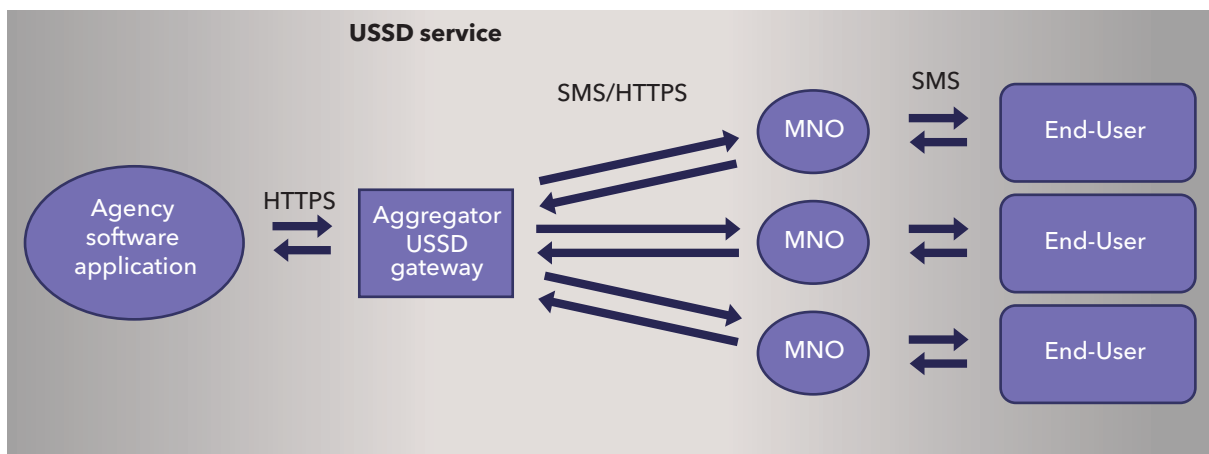 USSD service
SMS/HTTPS
SMS
HTTPS
Agency
software
application
Aggregator
USSD
gateway
MNO
End-User
MNO
End-User
MNO
End-User